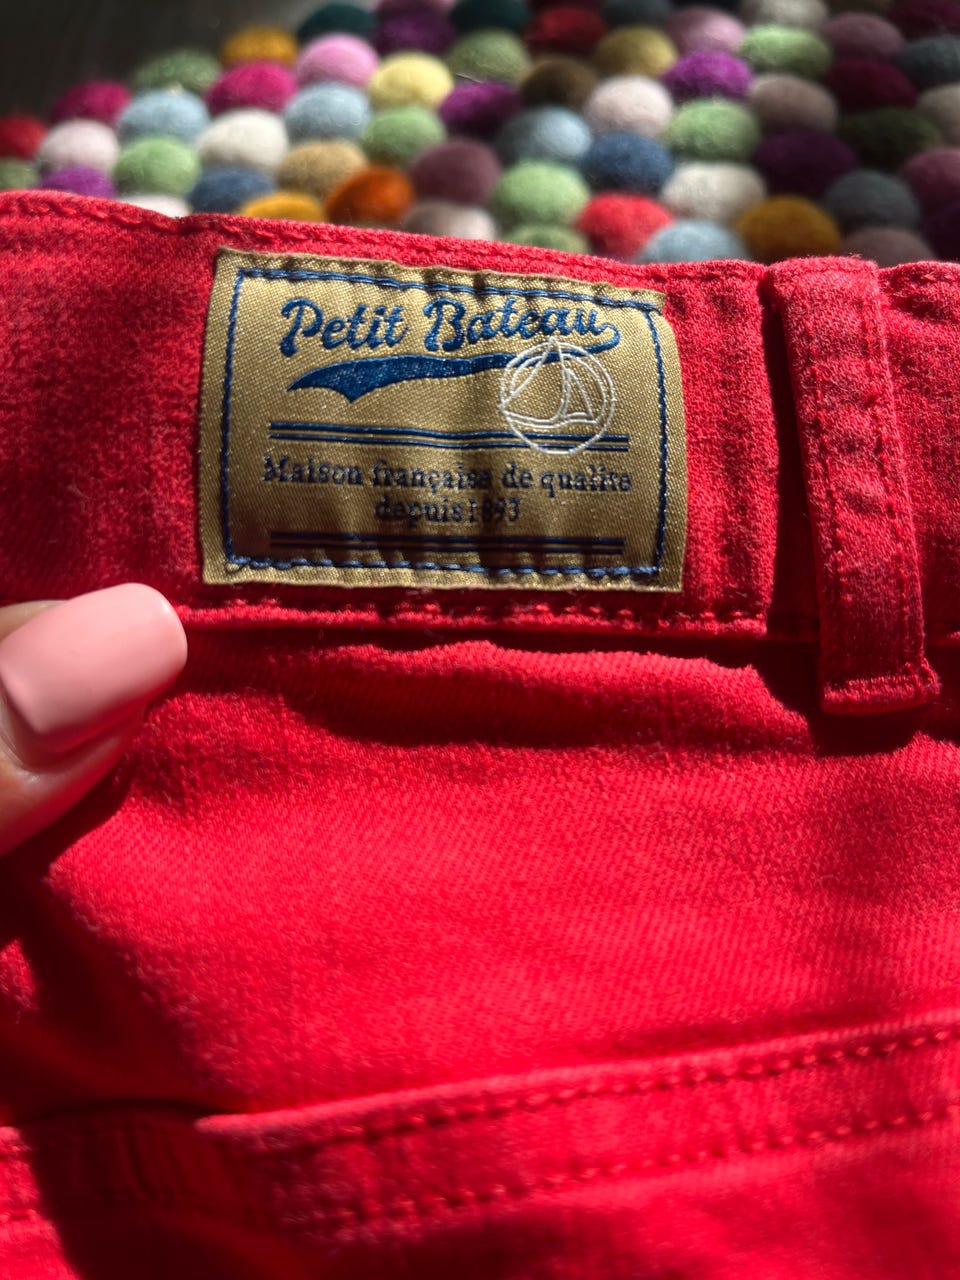 Petit Bateau
Maison française de qualité
depuis 1893